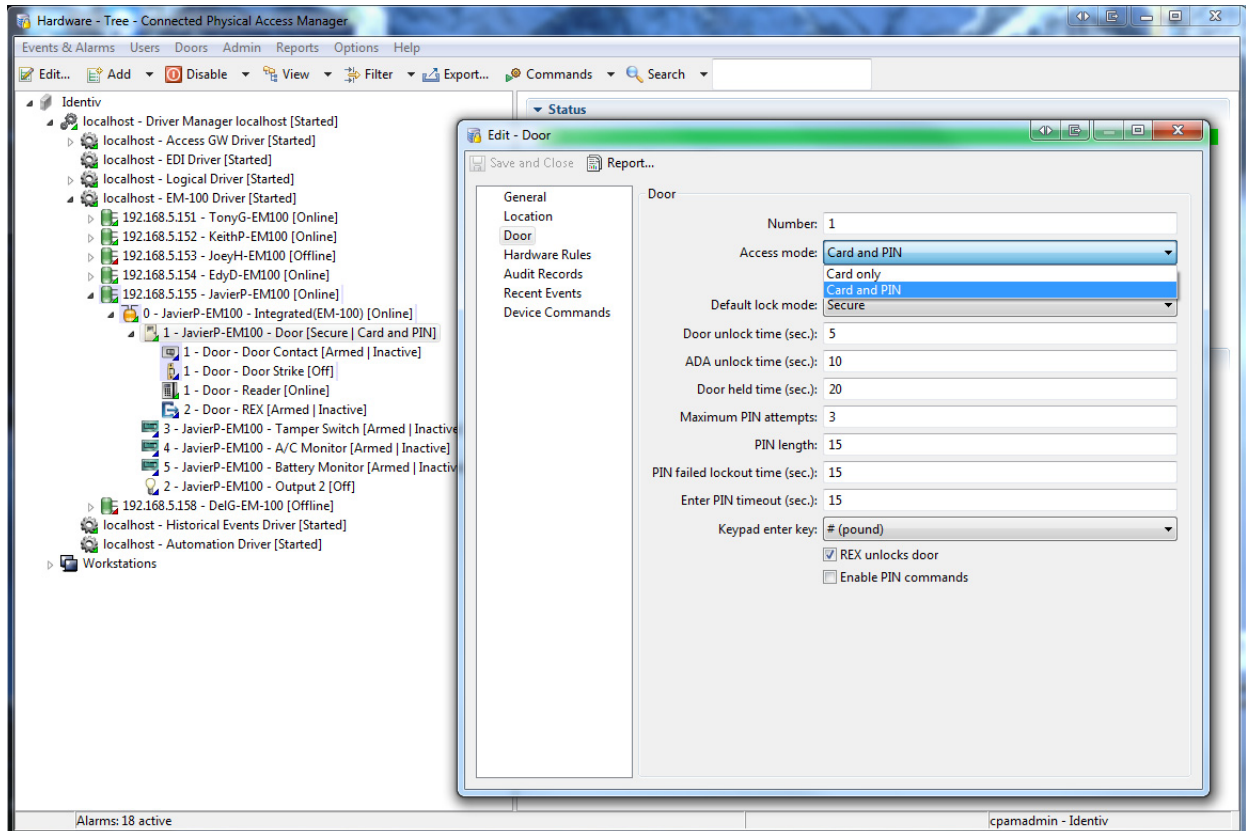 Hardware - Tree - Connected Physical Access Manager
Events & Alarms Users Doors Admin Reports Options Help
Edit... Add Disable View Filter Export... Commands Search
Identiv
localhost - Driver Manager localhost [Started]
localhost - Access GW Driver [Started]
localhost - EDI Driver [Started]
localhost - Logical Driver [Started]
localhost - EM-100 Driver [Started]
192.168.5.151 - TonyG-EM100 [Online]
192.168.5.152 - KeithP-EM100 [Online]
192.168.5.153 - JoeyH-EM100 [Offline]
192.168.5.154 - EdyD-EM100 [Online]
192.168.5.155 - JavierP-EM100 [Online]
0 - JavierP-EM100 - Integrated(EM-100) [Online]
1 - JavierP-EM100 - Door [Secure | Card and PIN]
1 - Door - Door Contact [Armed | Inactive]
1 - Door - Door Strike [Off]
1 - Door - Reader [Online]
2 - Door - REX [Armed | Inactive]
3 - JavierP-EM100 - Tamper Switch [Armed | Inactive
4 - JavierP-EM100 - A/C Monitor [Armed | Inactive]
5 - JavierP-EM100 - Battery Monitor [Armed | Inactiv
2 - JavierP-EM100 - Output 2 [Off]
192.168.5.158 - DelG-EM-100 [Offline]
localhost - Historical Events Driver [Started]
localhost - Automation Driver [Started]
Workstations
Status
Edit - Door
Save and Close Report...
General
Location
Door
Hardware Rules
Audit Records
Recent Events
Device Commands
Door
Number: 1
Access mode: Card and PIN
Card only
Card and PIN
Default lock mode: Secure
Door unlock time (sec.): 5
ADA unlock time (sec.): 10
Door held time (sec.): 20
Maximum PIN attempts: 3
PIN length: 15
PIN failed lockout time (sec.): 15
Enter PIN timeout (sec.): 15
Keypad enter key: # (pound)
REX unlocks door
Enable PIN commands
Alarms: 18 active
cpamadmin - Identiv